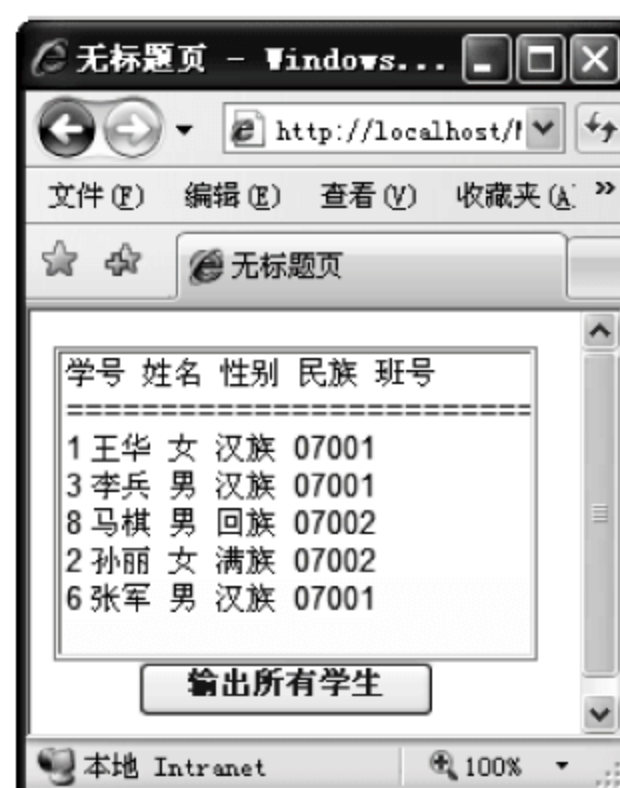 无标题页 - Windows...
http://localhost/
文件(F) 编辑(E) 查看(V) 收藏夹(A) »
无标题页
学号 姓名 性别 民族 班号
==========================
1 王华 女 汉族 07001
3 李兵 男 汉族 07001
8 马棋 男 回族 07002
2 孙丽 女 满族 07002
6 张军 男 汉族 07001
输出所有学生
本地 Intranet 100%